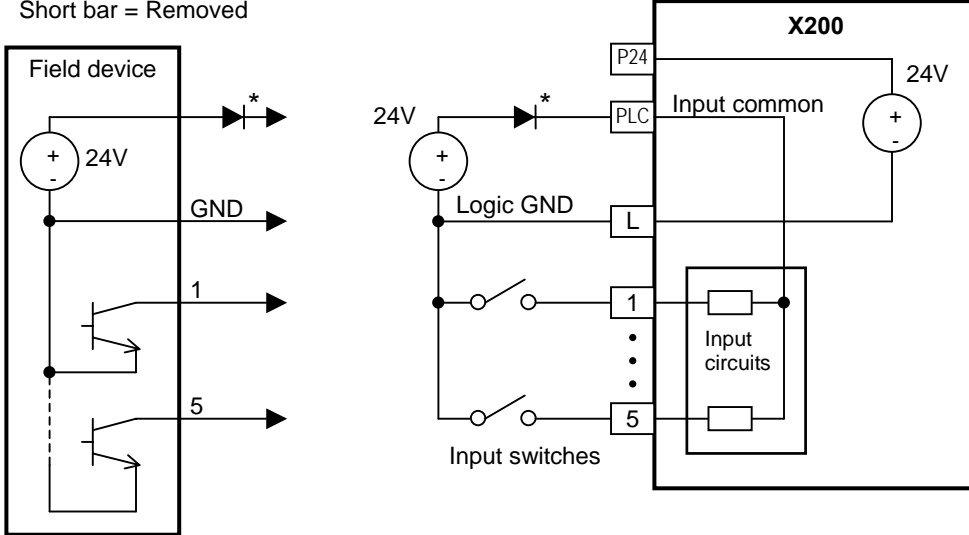 Short bar = Removed
Field device
*
+
24V
-
GND
1
5
X200
P24
24V
24V
*
PLC
Input common
+
-
+
-
Logic GND
L
1
Input
circuits
5
Input switches